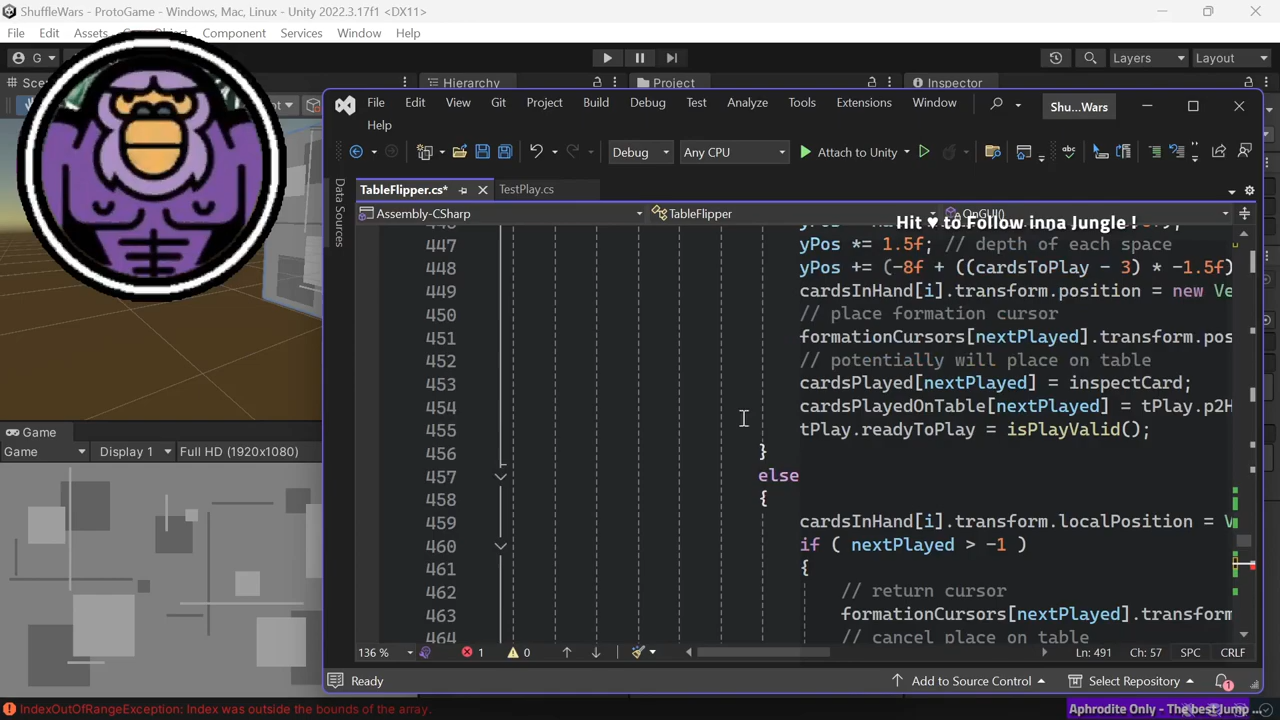 ShuffleWars - ProtoGame - Windows, Mac, Linux - Unity 2022.3.17f1 <DX11>
File Edit Assets Component Services Window Help
G Layers Layout
Hierarchy Project Inspector
File Edit View Git Project Build Debug Test Analyze Tools Extensions Window Shu...Wars
Help
Debug Any CPU Attach to Unity
Data Sources
TableFlipper.cs* TestPlay.cs
Assembly-CSharp TableFlipper OnGUI()
Hit ♥ to Follow inna Jungle !
447 yPos *= 1.5f; // depth of each space
448 yPos += (-8f + ((cardsToPlay - 3) * -1.5f)
449 cardsInHand[i].transform.position = new Ve
450 // place formation cursor
451 formationCursors[nextPlayed].transform.pos
452 // potentially will place on table
453 cardsPlayed[nextPlayed] = inspectCard;
454 cardsPlayedOnTable[nextPlayed] = tPlay.p2H
455 tPlay.readyToPlay = isPlayValid();
456 }
457 else
458 {
459 cardsInHand[i].transform.localPosition = V
460 if ( nextPlayed > -1 )
461 {
462 // return cursor
463 formationCursors[nextPlayed].transform
464 // cancel place on table
136 % 1 0 Ln: 491 Ch: 57 SPC CRLF
Ready Add to Source Control Select Repository 1
Game
Game Display 1 Full HD (1920x1080)
IndexOutOfRangeException: Index was outside the bounds of the array.
Aphrodite Only - The best Jump